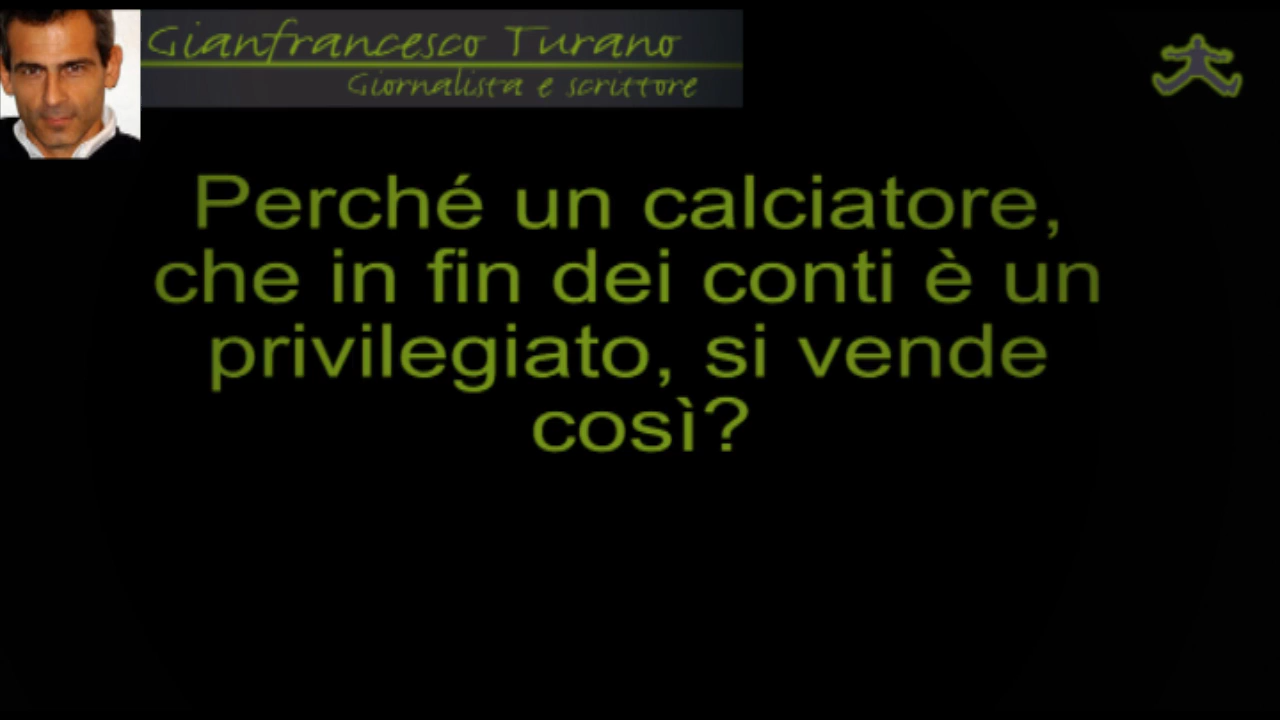 Gianfrancesco Turano
Giornalista e scrittore
Perché un calciatore,
che in fin dei conti è un
privilegiato, si vende
così?